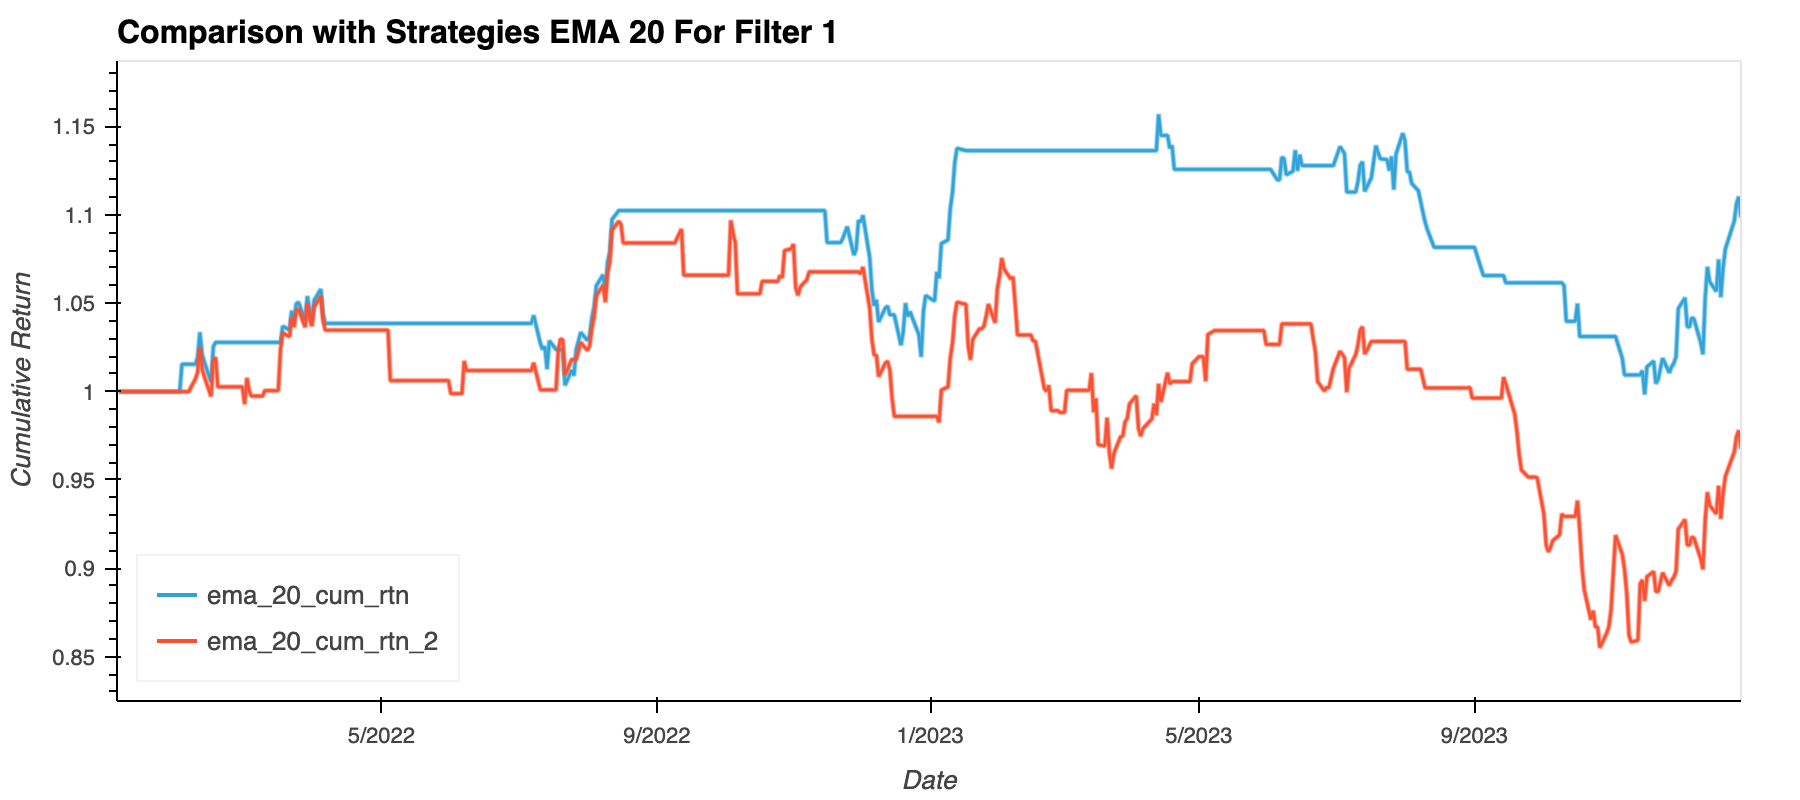 Comparison with Strategies EMA 20 For Filter 1
Cumulative Return
1.15
1.1
1.05
1
0.95
0.9
0.85
ema_20_cum_rtn
ema_20_cum_rtn_2
5/2022
9/2022
1/2023
5/2023
9/2023
Date